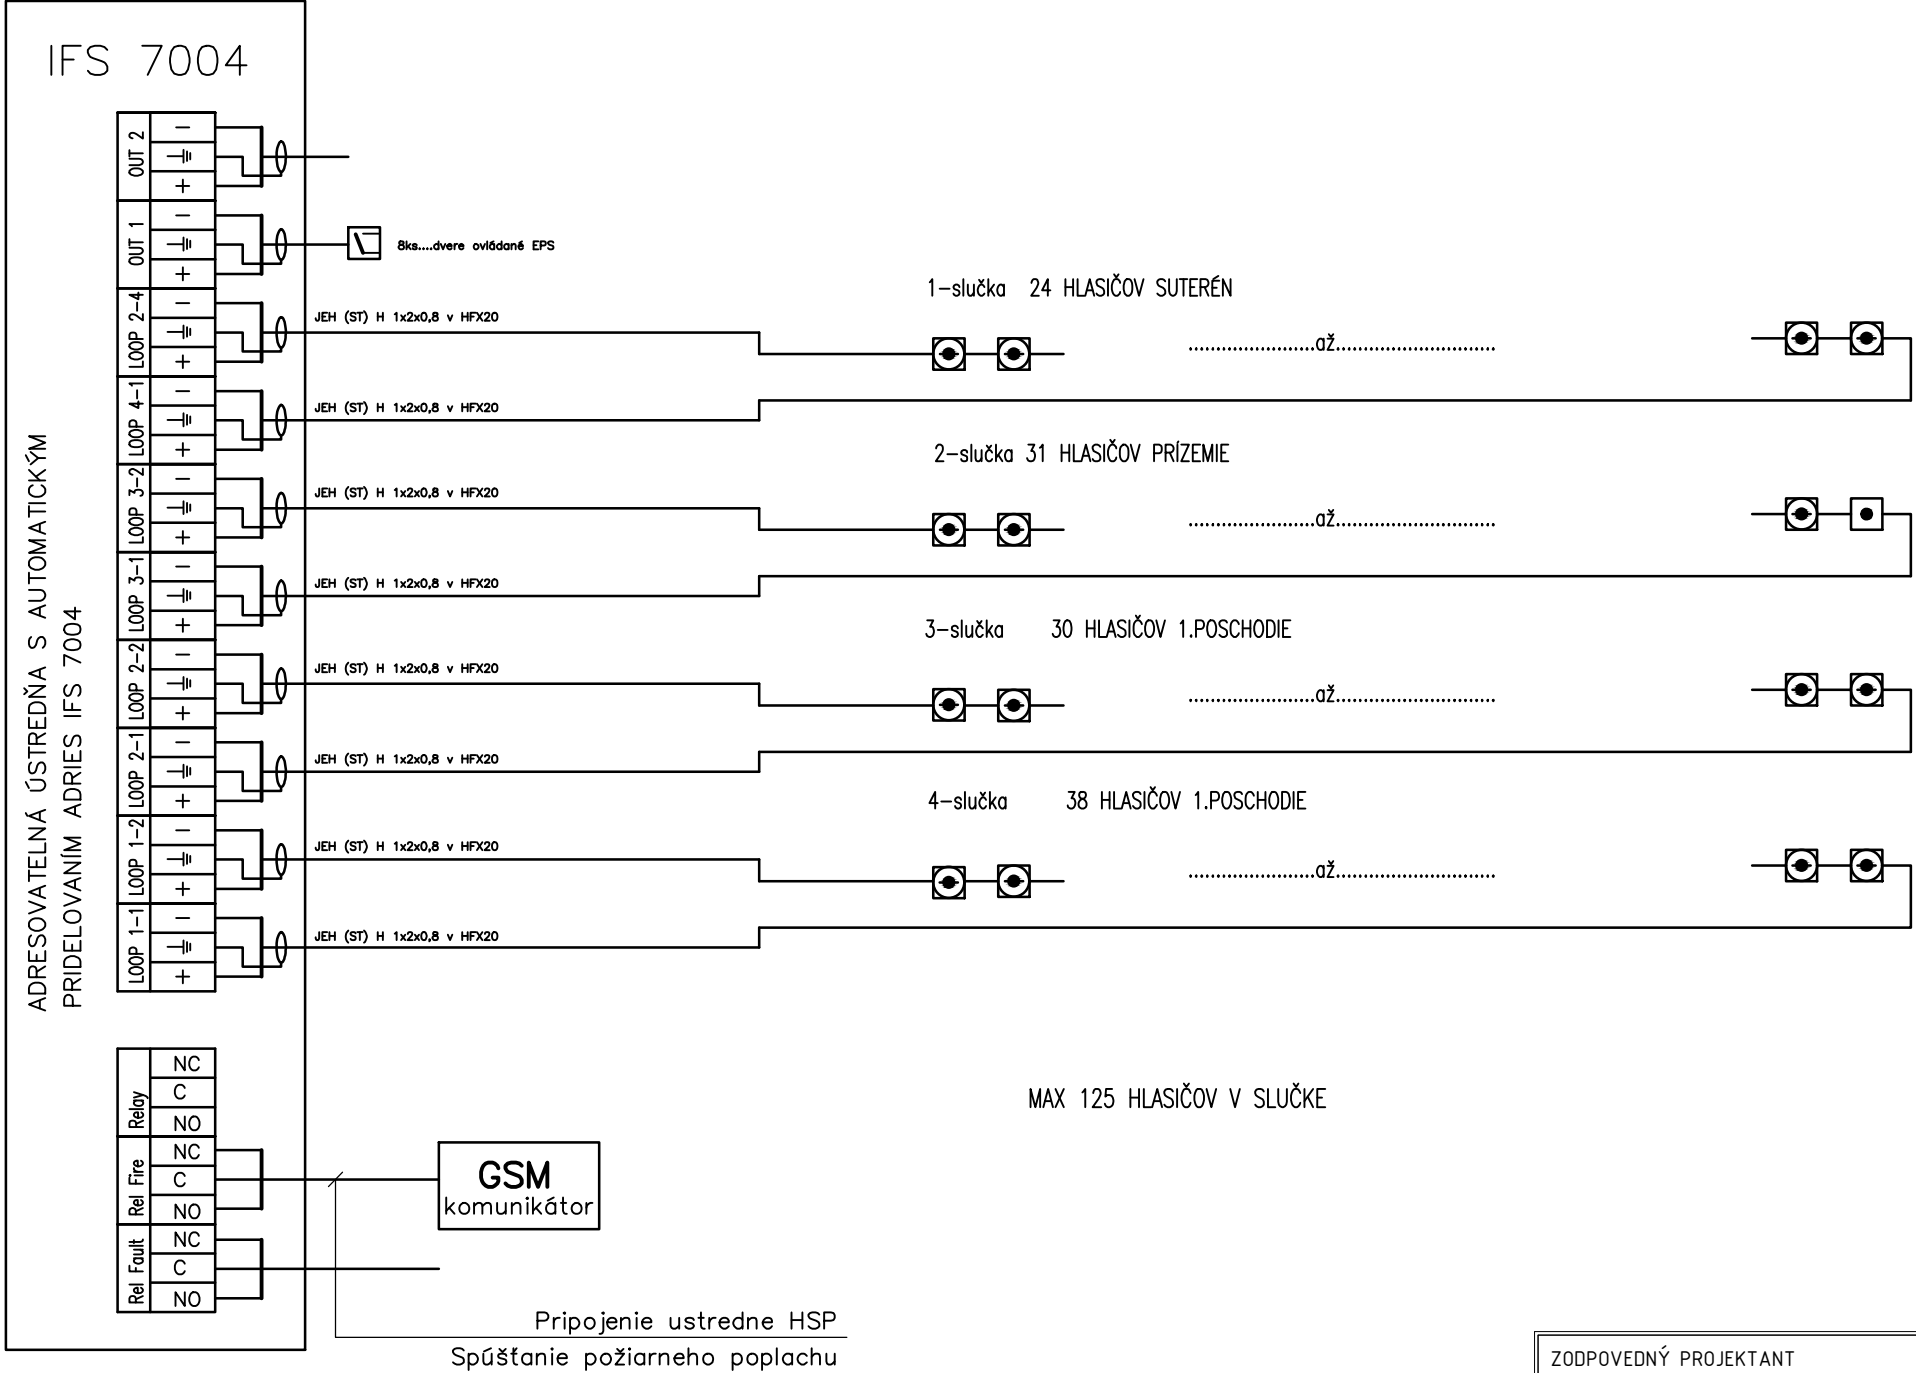 IFS 7004
ADRESOVATELNÁ ÚSTREDŇA S AUTOMATICKÝM
PRIDELOVANÍM ADRIES IFS 7004
OUT 2
−
+
OUT 1
−
+
8ks....dvere ovládané EPS
LOOP 2−4
−
+
JEH (ST) H 1x2x0,8 v HFX20
1−slučka 24 HLASIČOV SUTERÉN
.......................až.............................
LOOP 4−1
−
+
JEH (ST) H 1x2x0,8 v HFX20
2−slučka 31 HLASIČOV PRÍZEMIE
LOOP 3−2
−
+
JEH (ST) H 1x2x0,8 v HFX20
.......................až.............................
LOOP 3−1
−
+
JEH (ST) H 1x2x0,8 v HFX20
3−slučka 30 HLASIČOV 1.POSCHODIE
LOOP 2−2
−
+
JEH (ST) H 1x2x0,8 v HFX20
.......................až.............................
LOOP 2−1
−
+
JEH (ST) H 1x2x0,8 v HFX20
4−slučka 38 HLASIČOV 1.POSCHODIE
LOOP 1−2
−
+
JEH (ST) H 1x2x0,8 v HFX20
.......................až.............................
LOOP 1−1
−
+
JEH (ST) H 1x2x0,8 v HFX20
MAX 125 HLASIČOV V SLUČKE
Relay
NC
C
NO
Rel Fire
NC
C
NO
GSM
komunikátor
Rel Fault
NC
C
NO
Pripojenie ustredne HSP
Spúšťanie požiarneho poplachu
ZODPOVEDNÝ PROJEKTANT